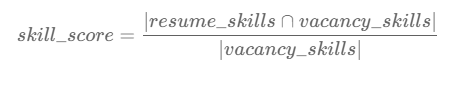 skill_score = |resume_skills ∩ vacancy_skills| / |vacancy_skills|